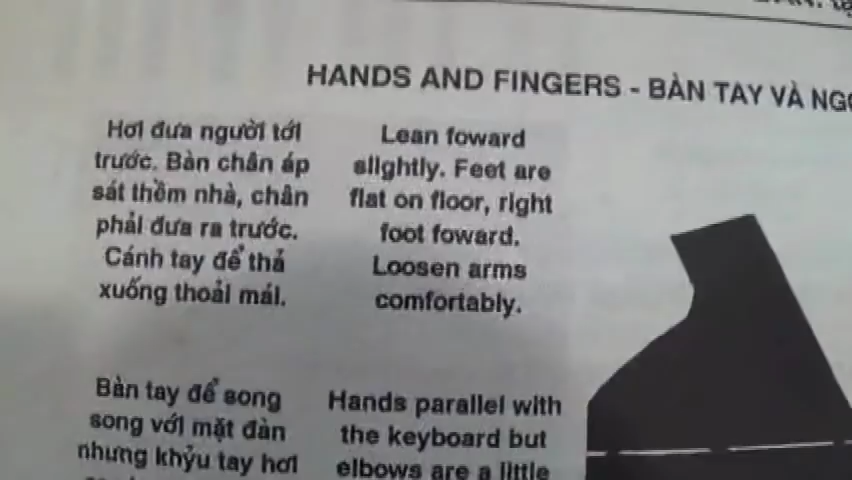 HANDS AND FINGERS - BÀN TAY VÀ
Hơi đưa người tới
trước. Bàn chân áp
sát thềm nhà, chân
phải đưa ra trước.
Cánh tay để thả
xuống thoải mái.
Lean foward
slightly. Feet are
flat on floor, right
foot foward.
Loosen arms
comfortably.
Bàn tay để song
song với mặt đàn
nhưng khỷu tay hơi
Hands parallel with
the keyboard but
elbows are a little